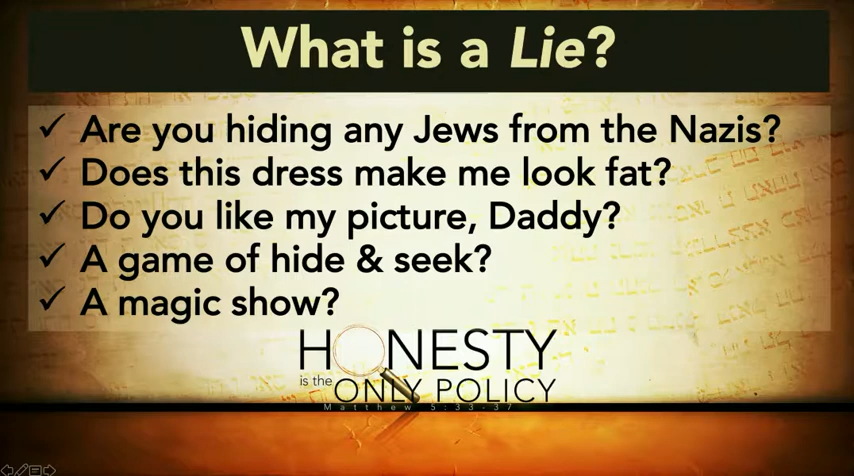 What is a Lie?
✓ Are you hiding any Jews from the Nazis?
✓ Does this dress make me look fat?
✓ Do you like my picture, Daddy?
✓ A game of hide & seek?
✓ A magic show?
HONESTY
is the ONLY POLICY
Matthew 5:33-37